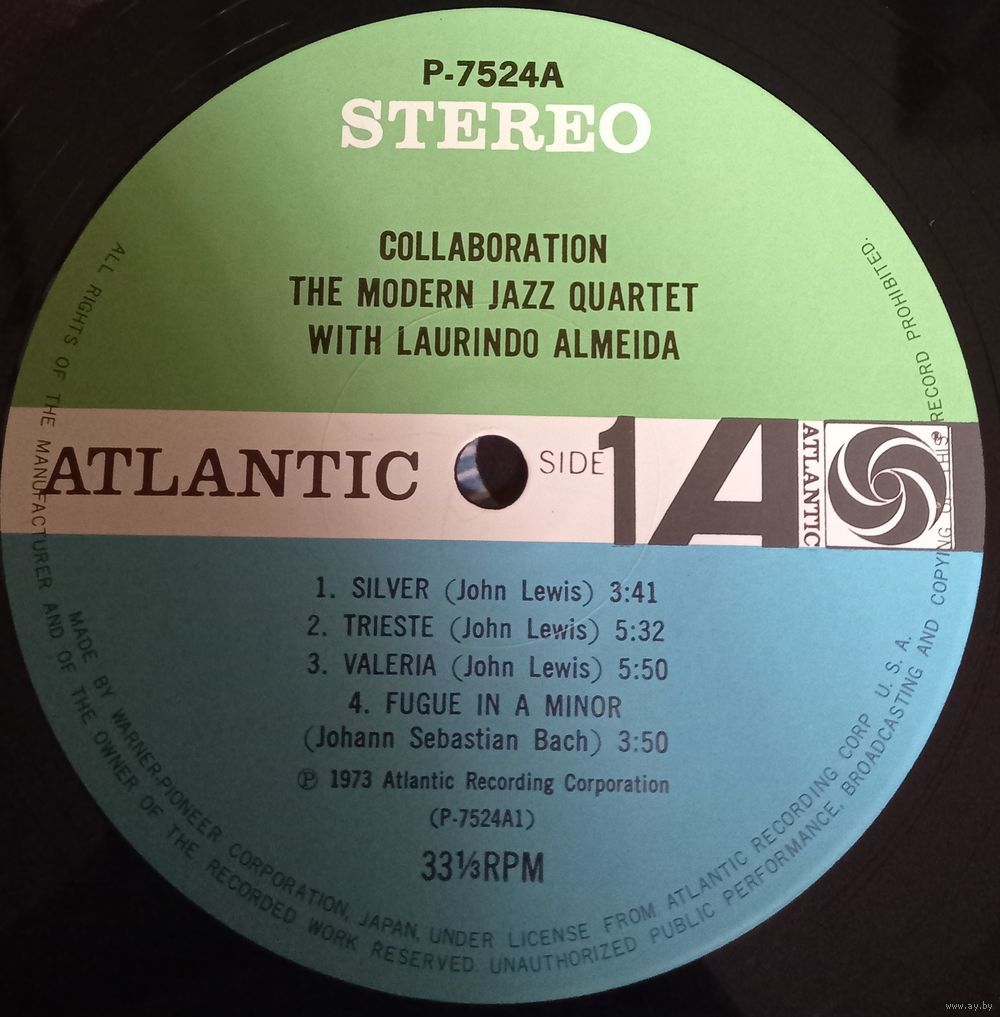 P-7524A
STEREO
COLLABORATION
THE MODERN JAZZ QUARTET
WITH LAURINDO ALMEIDA
ATLANTIC
SIDE 1A
ATLANTIC
1. SILVER (John Lewis) 3:41
2. TRIESTE (John Lewis) 5:32
3. VALERIA (John Lewis) 5:50
4. FUGUE IN A MINOR
(Johann Sebastian Bach) 3:50
Ⓟ 1973 Atlantic Recording Corporation
(P-7524A1)
33⅓RPM
MADE BY WARNER-PIONEER CORPORATION, JAPAN, UNDER LICENSE FROM ATLANTIC RECORDING CORP U. S. A.
ALL RIGHTS OF THE MANUFACTURER AND OF THE OWNER OF THE RECORDED WORK RESERVED. UNAUTHORIZED PUBLIC PERFORMANCE, BROADCASTING AND COPYING OF THIS RECORD PROHIBITED.
www.ay.by